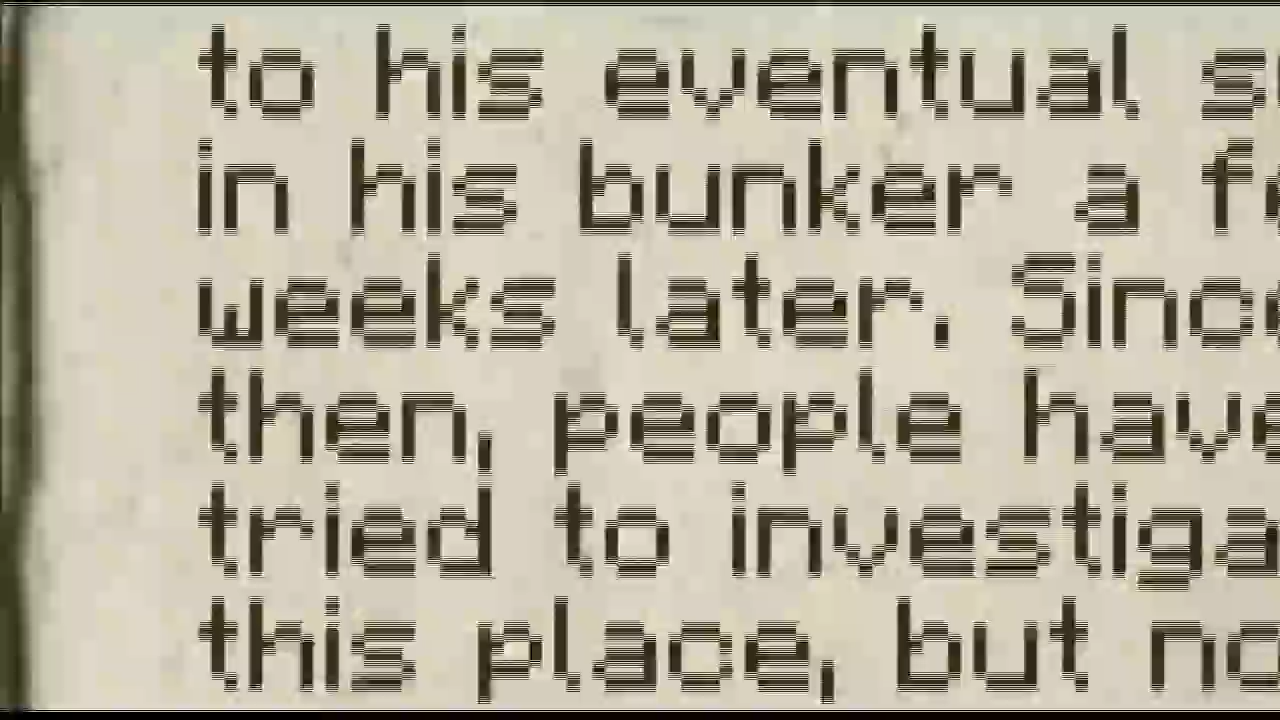 to his eventual s
in his bunker a f
weeks later. Since
then, people have
tried to investiga
this place, but no